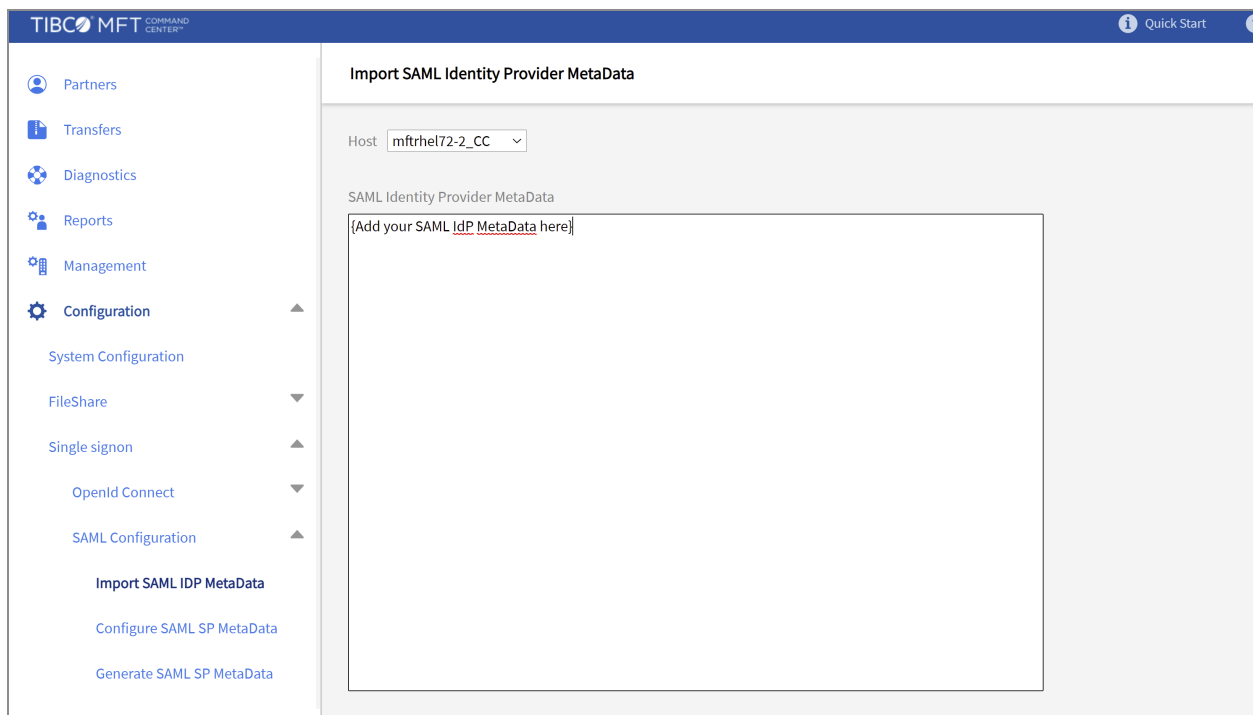 TIBCO® MFT COMMAND CENTER™
Quick Start
Partners
Transfers
Diagnostics
Reports
Management
Configuration
System Configuration
FileShare
Single signon
OpenId Connect
SAML Configuration
Import SAML IDP MetaData
Configure SAML SP MetaData
Generate SAML SP MetaData
Import SAML Identity Provider MetaData
Host mftrhel72-2_CC
SAML Identity Provider MetaData
{Add your SAML IdP MetaData here}